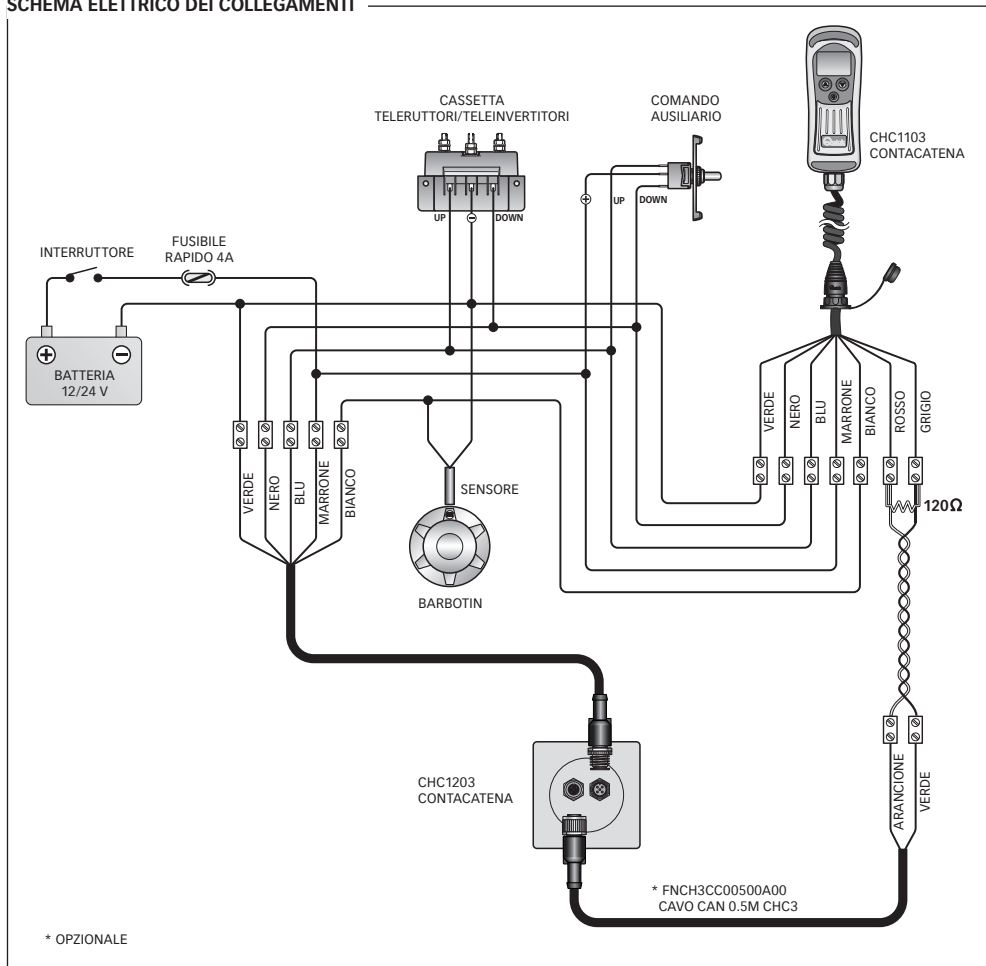 SCHEMA ELETTRICO DEI COLLEGAMENTI
CASSETTA
TELERUTTORI/TELEINVERTITORI
COMANDO
AUSILIARIO
CHC1103
CONTACATENA
UP
DOWN
UP
DOWN
INTERRUTTORE
FUSIBILE
RAPIDO 4A
BATTERIA
12/24 V
VERDE
NERO
BLU
MARRONE
BIANCO
ROSSO
GRIGIO
VERDE
NERO
BLU
MARRONE
BIANCO
SENSORE
120Ω
BARBOTIN
CHC1203
CONTACATENA
ARANCIONE
VERDE
* FNCH3CC00500A00
CAVO CAN 0.5M CHC3
* OPZIONALE